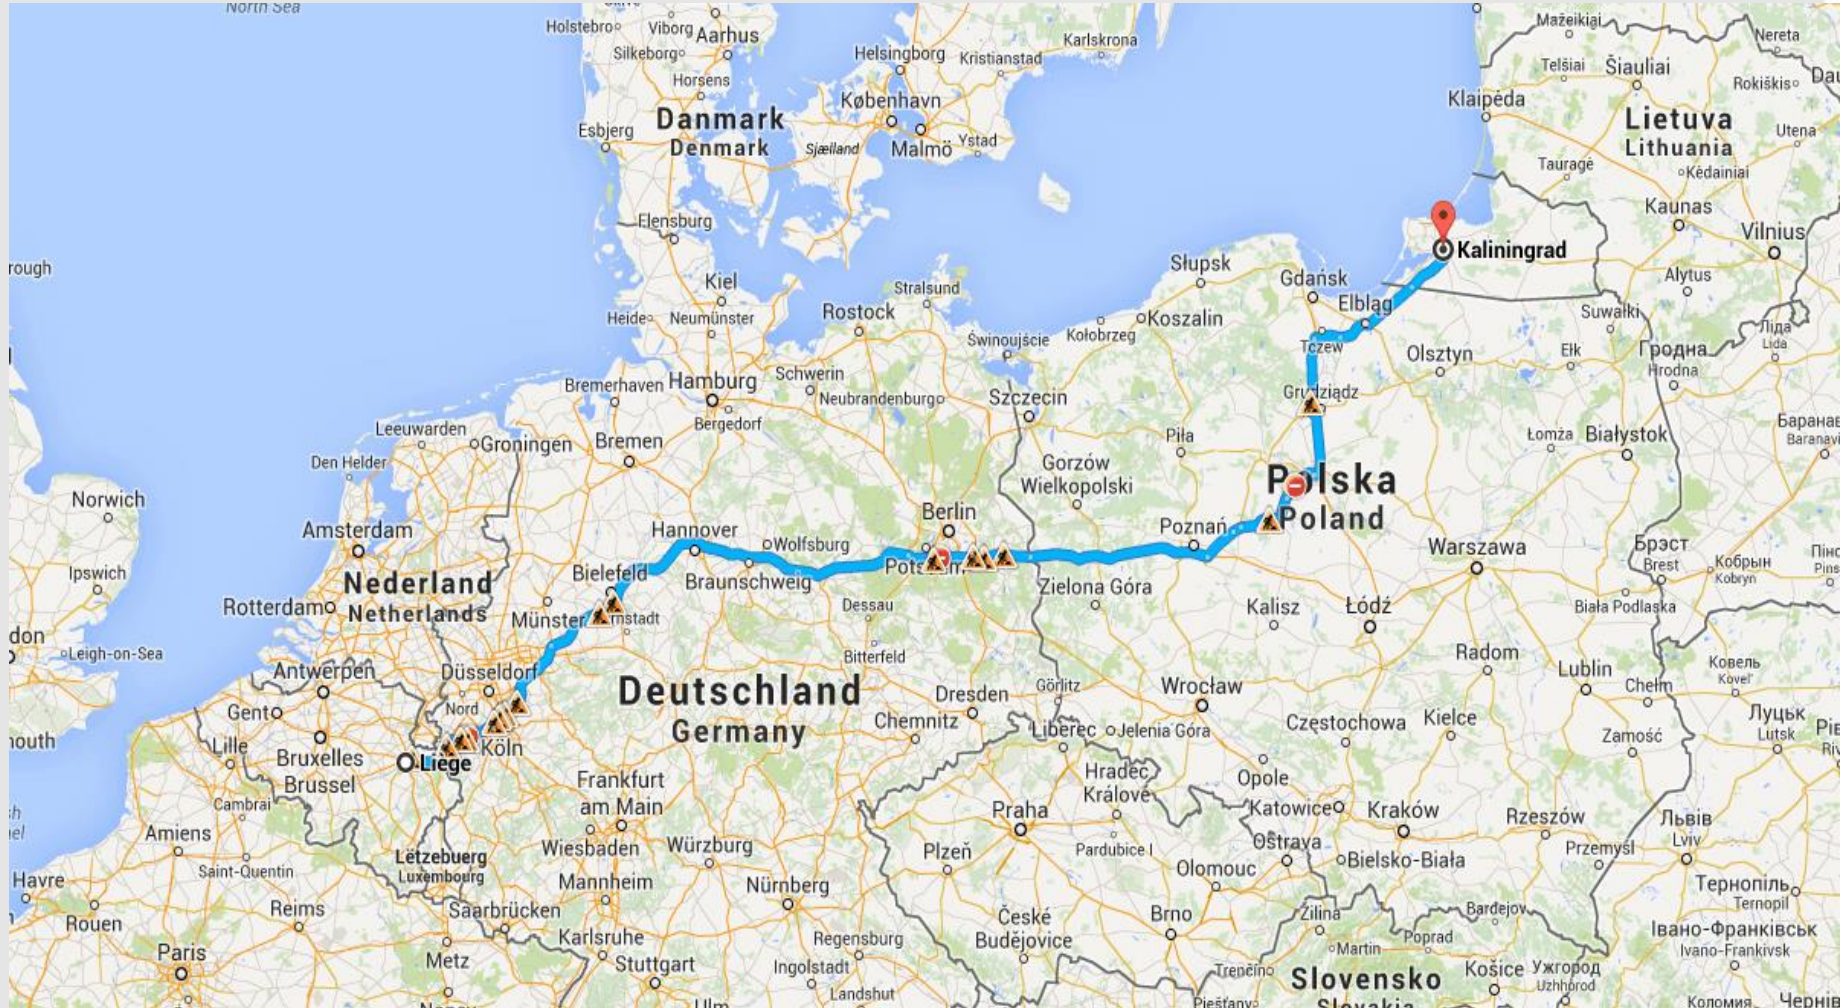 North Sea
Holstebro
Viborg
Aarhus
Silkeborg
Horsens
Helsingborg
Kristianstad
Karlskrona
Mažeikiai
Nereta
Telšiai
Šiauliai
Rokiškis
Klaipėda
København
Danmark
Denmark
Esbjerg
Sjælland
Malmö
Ystad
Lietuva
Lithuania
Utena
Tauragė
Kėdainiai
Kaunas
Vilnius
Flensburg
Kaliningrad
rough
Kiel
Stralsund
Słupsk
Gdańsk
Elbląg
Alytus
Heide
Neumünster
Rostock
Koszalin
Kołobrzeg
Świnoujście
Suwałki
Tczew
Olsztyn
Ełk
Гродна
Hrodna
Ліда
Lida
Bremerhaven
Hamburg
Schwerin
Neubrandenburg
Szczecin
Grudziądz
Bergedorf
Leeuwarden
Groningen
Bremen
Piła
Łomża
Białystok
Den Helder
Gorzów
Wielkopolski
Polska
Poland
Norwich
Amsterdam
Hannover
Wolfsburg
Berlin
Poznań
Warszawa
Брэст
Brest
Кобрын
Kobryn
Ipswich
Nederland
Netherlands
Bielefeld
Braunschweig
Zielona Góra
Rotterdam
Münster
Dessau
Kalisz
Łódź
Biała Podlaska
don
Leigh-on-Sea
Bitterfeld
Radom
Lublin
Ковель
Kovel'
Antwerpen
Düsseldorf
Deutschland
Germany
Dresden
Görlitz
Wrocław
Chełm
Gent
Nord
Chemnitz
Liberec
Jelenia Góra
Częstochowa
Kielce
Луцьк
Lutsk
mouth
Lille
Bruxelles
Brussel
Liège
Köln
Zamość
Frankfurt
am Main
Hradec
Králové
Opole
Cambrai
Praha
Katowice
Kraków
Rzeszów
Львів
Lviv
Amiens
Wiesbaden
Würzburg
Plzeň
Pardubice I
Ostrava
Bielsko-Biała
Przemyśl
Lëtzebuerg
Luxembourg
Saint-Quentin
Olomouc
Havre
Mannheim
Nürnberg
Тернопіль
Ternopil
Rouen
Reims
Saarbrücken
České
Budějovice
Brno
Žilina
Bardejov
Karlsruhe
Regensburg
Martin
Poprad
Івано-Франківськ
Ivano-Frankivsk
Paris
Metz
Stuttgart
Ingolstadt
Landshut
Trenčín
Slovensko
Košice
Ужгород
Uzhhorod
Коломия